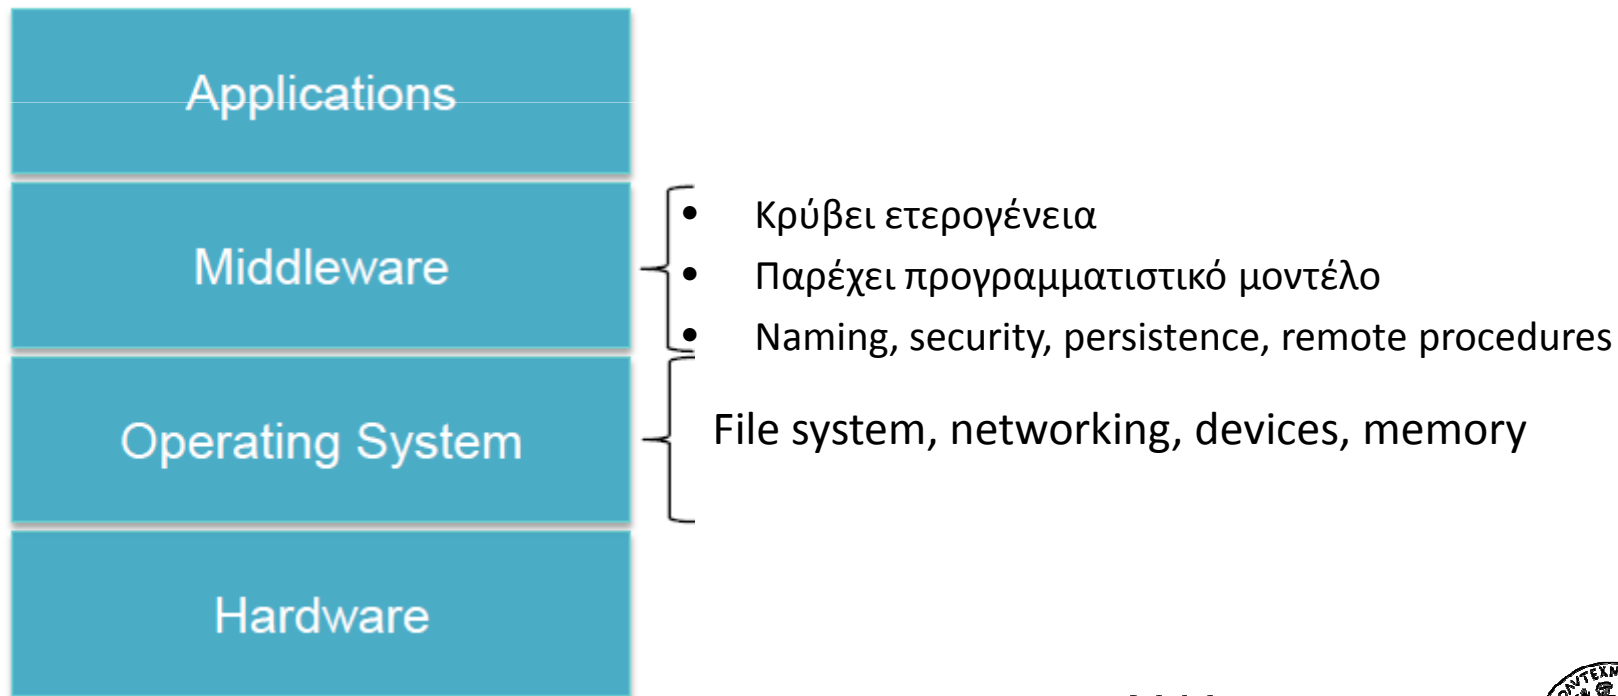 Applications
Middleware
• Κρύβει ετερογένεια
• Παρέχει προγραμματιστικό μοντέλο
• Naming, security, persistence, remote procedures
Operating System
File system, networking, devices, memory
Hardware